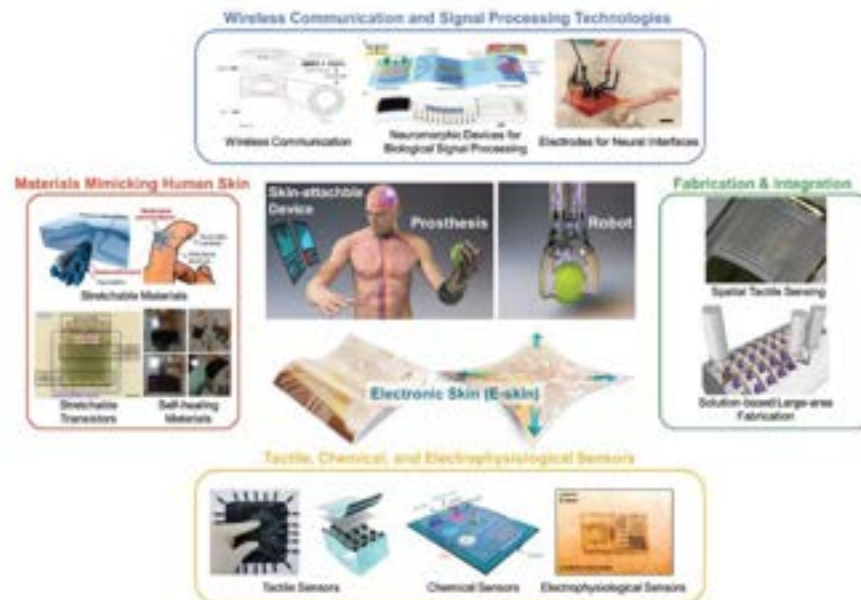 Wireless Communication and Signal Processing Technologies
Wireless Communication
Neuromorphic Devices for
Biological Signal Processing
Electrodes for Neural Interfaces
Materials Mimicking Human Skin
Stretchable Materials
Stretchable
Transistors
Self-healing
Materials
Skin-attachble
Device
Prosthesis
Robot
Electronic Skin (E-skin)
Fabrication & Integration
Spatial Tactile Sensing
Solution-based Large-area
Fabrication
Tactile, Chemical, and Electrophysiological Sensors
Tactile Sensors
Chemical Sensors
Electrophysiological Sensors